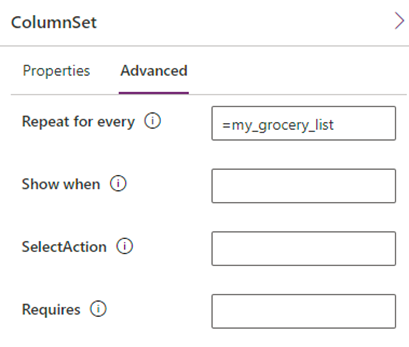 ColumnSet
Properties Advanced
Repeat for every =my_grocery_list
Show when
SelectAction
Requires